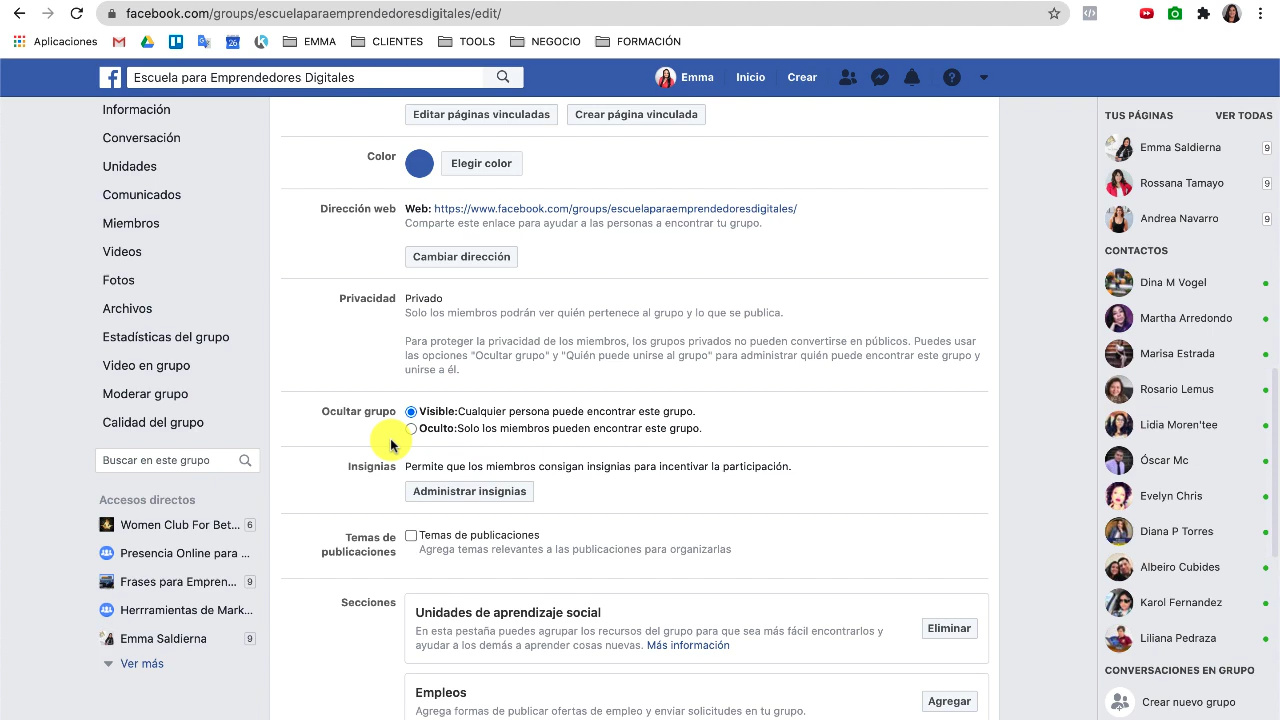 facebook.com/groups/escuelaparaemprendedoresdigitales/edit/
Aplicaciones
26
EMMA
CLIENTES
TOOLS
NEGOCIO
FORMACIÓN
Escuela para Emprendedores Digitales
Emma
Inicio
Crear
Información
Conversación
Unidades
Comunicados
Miembros
Videos
Fotos
Archivos
Estadísticas del grupo
Video en grupo
Moderar grupo
Calidad del grupo
Buscar en este grupo
Accesos directos
Women Club For Bet... 6
Presencia Online para ...
Frases para Empren... 9
Herrramientas de Mark...
Emma Saldierna 9
Ver más
Editar páginas vinculadas
Crear página vinculada
Color
Elegir color
Dirección web
Web: https://www.facebook.com/groups/escuelaparaemprendedoresdigitales/
Comparte este enlace para ayudar a las personas a encontrar tu grupo.
Cambiar dirección
Privacidad
Privado
Solo los miembros podrán ver quién pertenece al grupo y lo que se publica.
Para proteger la privacidad de los miembros, los grupos privados no pueden convertirse en públicos. Puedes usar
las opciones "Ocultar grupo" y "Quién puede unirse al grupo" para administrar quién puede encontrar este grupo y
unirse a él.
Ocultar grupo
Visible:Cualquier persona puede encontrar este grupo.
Oculto:Solo los miembros pueden encontrar este grupo.
Insignias
Permite que los miembros consigan insignias para incentivar la participación.
Administrar insignias
Temas de
publicaciones
Temas de publicaciones
Agrega temas relevantes a las publicaciones para organizarlas
Secciones
Unidades de aprendizaje social
En esta pestaña puedes agrupar los recursos del grupo para que sea más fácil encontrarlos y
ayudar a los demás a aprender cosas nuevas. Más información
Eliminar
Empleos
Agrega formas de publicar ofertas de empleo y enviar solicitudes en tu grupo.
Agregar
TUS PÁGINAS
VER TODAS
Emma Saldierna 9
Rossana Tamayo 9
Andrea Navarro 9
CONTACTOS
Dina M Vogel
Martha Arredondo
Marisa Estrada
Rosario Lemus
Lidia Moren'tee
Óscar Mc
Evelyn Chris
Diana P Torres
Albeiro Cubides
Karol Fernandez
Liliana Pedraza
CONVERSACIONES EN GRUPO
Crear nuevo grupo